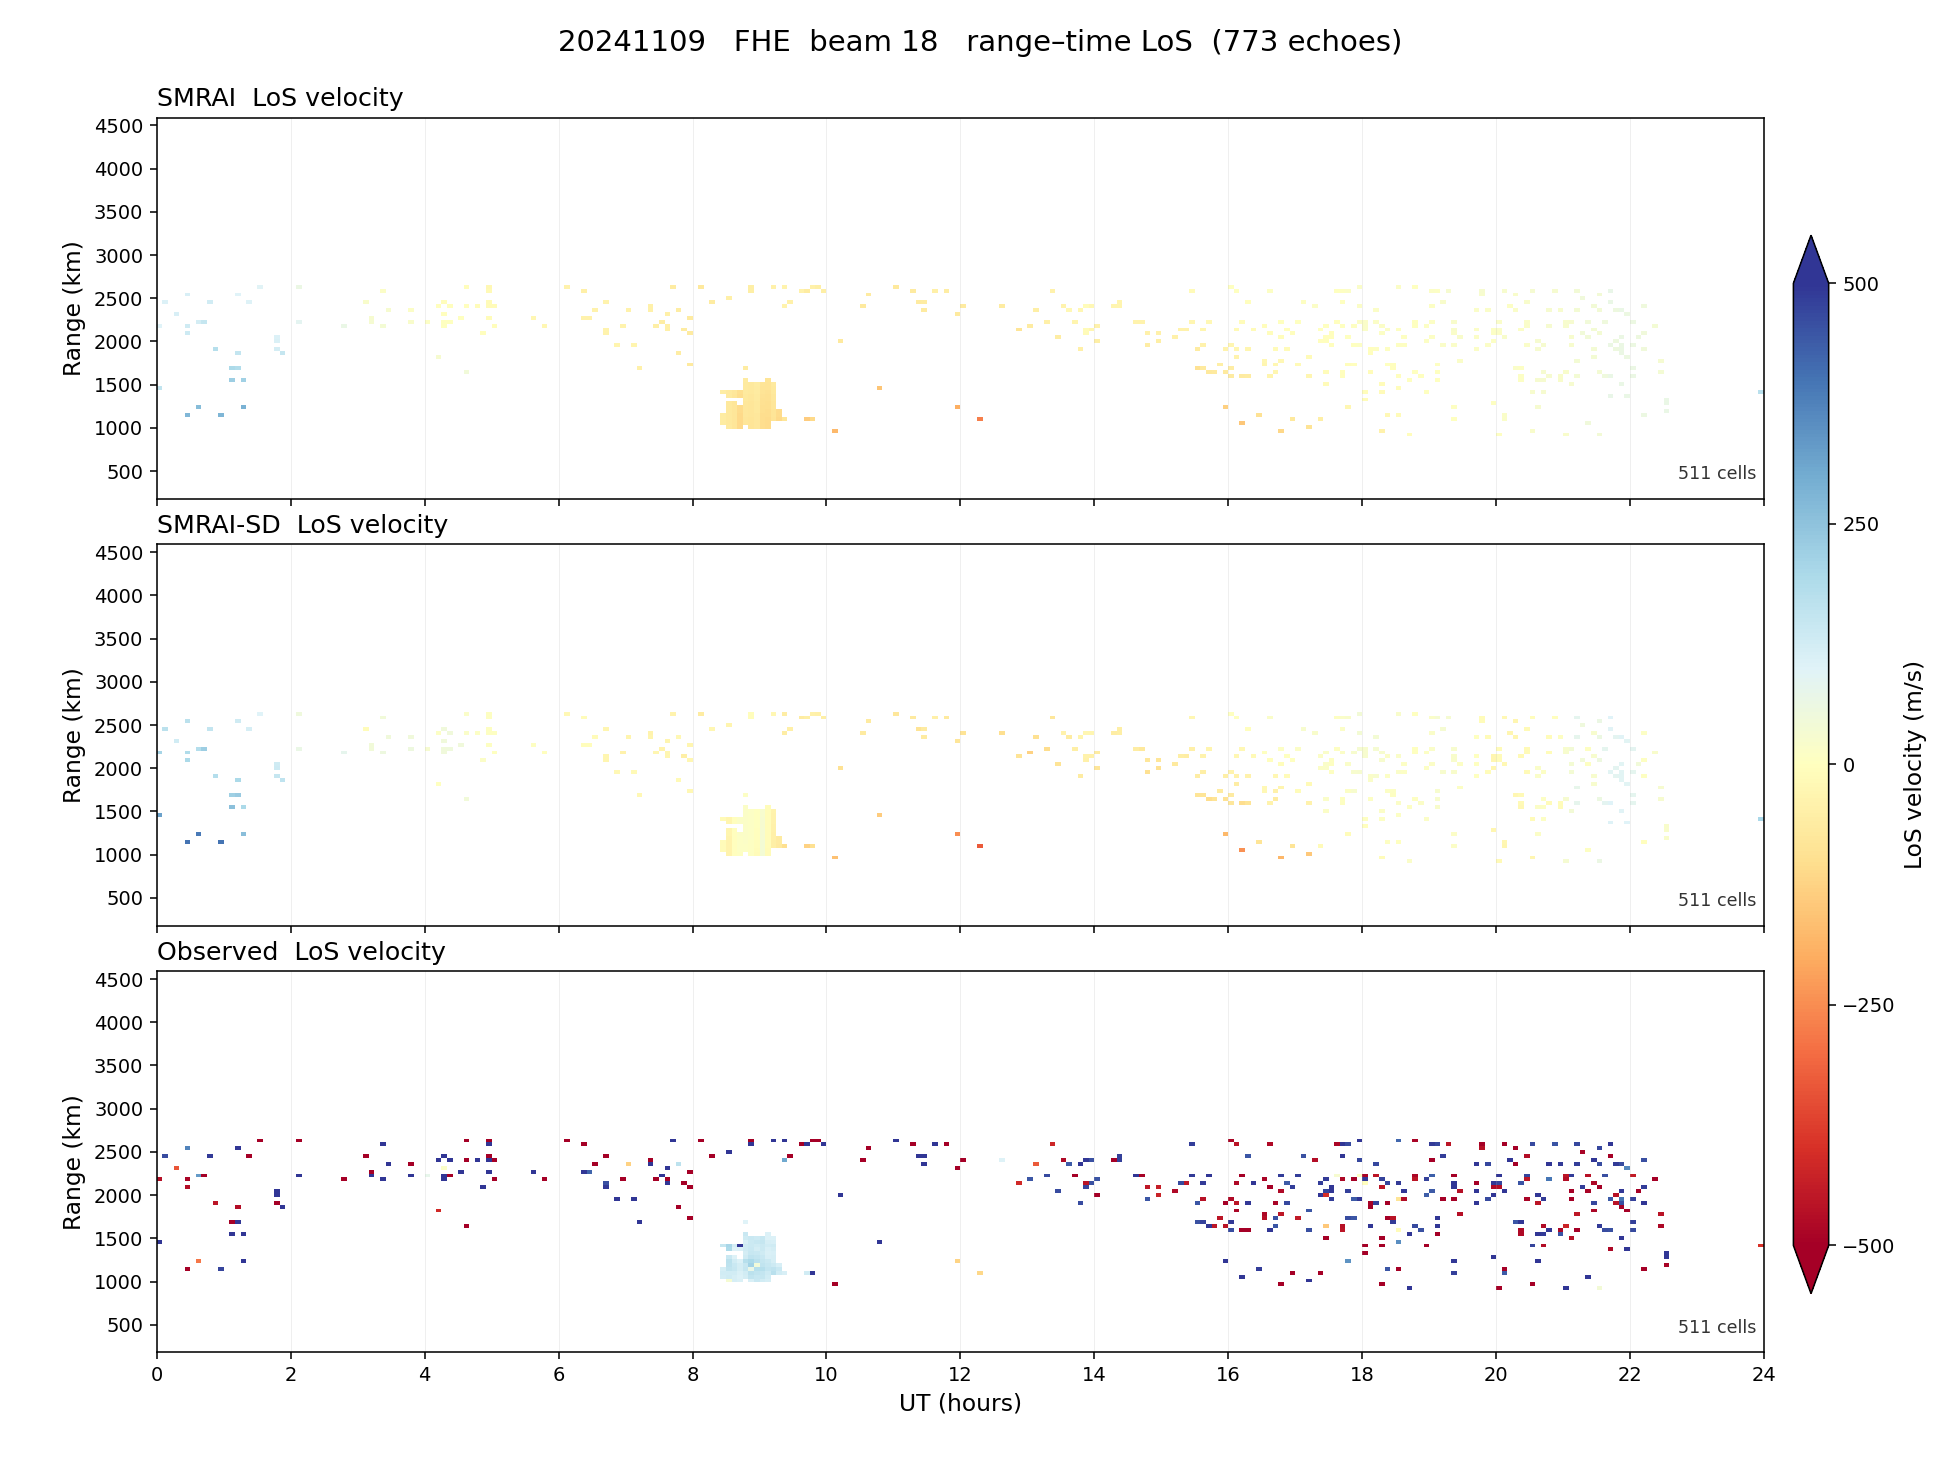 20241109   FHE  beam 18   range–time LoS  (773 echoes)
SMRAI  LoS velocity
4500
4000
3500
3000
2500
2000
1500
1000
500
Range (km)
511 cells
SMRAI-SD  LoS velocity
4500
4000
3500
3000
2500
2000
1500
1000
500
Range (km)
511 cells
Observed  LoS velocity
4500
4000
3500
3000
2500
2000
1500
1000
500
Range (km)
511 cells
0 2 4 6 8 10 12 14 16 18 20 22 24
UT (hours)
500
250
0
−250
−500
LoS velocity (m/s)